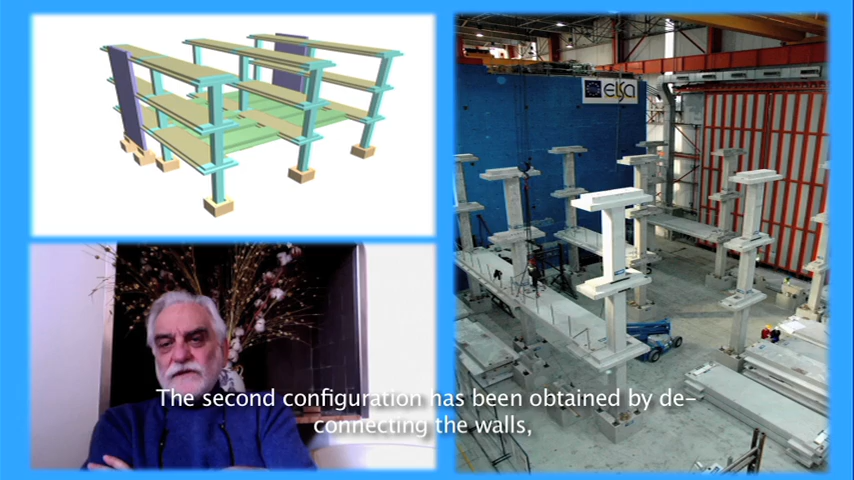 elsa
The second configuration has been obtained by de-
connecting the walls,